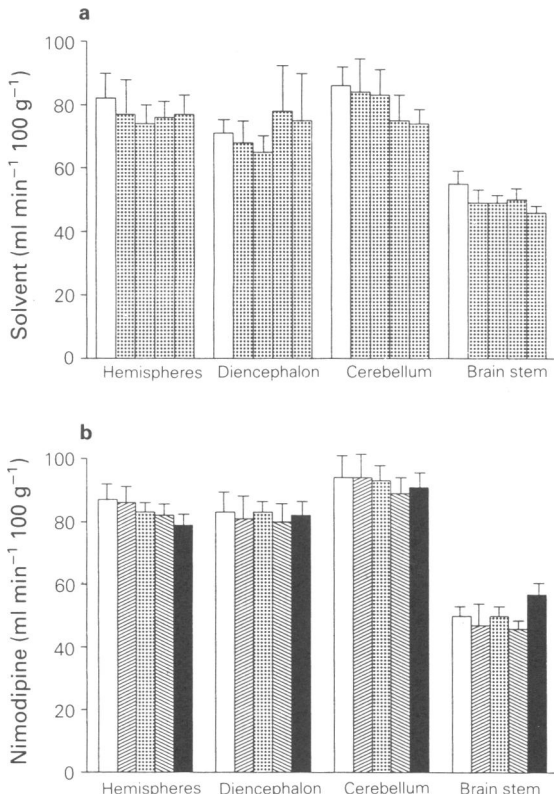 a
Solvent (ml min⁻¹ 100 g⁻¹)
100
80
60
40
20
0
Hemispheres Diencephalon Cerebellum Brain stem
b
Nimodipine (ml min⁻¹ 100 g⁻¹)
100
80
60
40
20
0
Hemispheres Diencephalon Cerebellum Brain stem